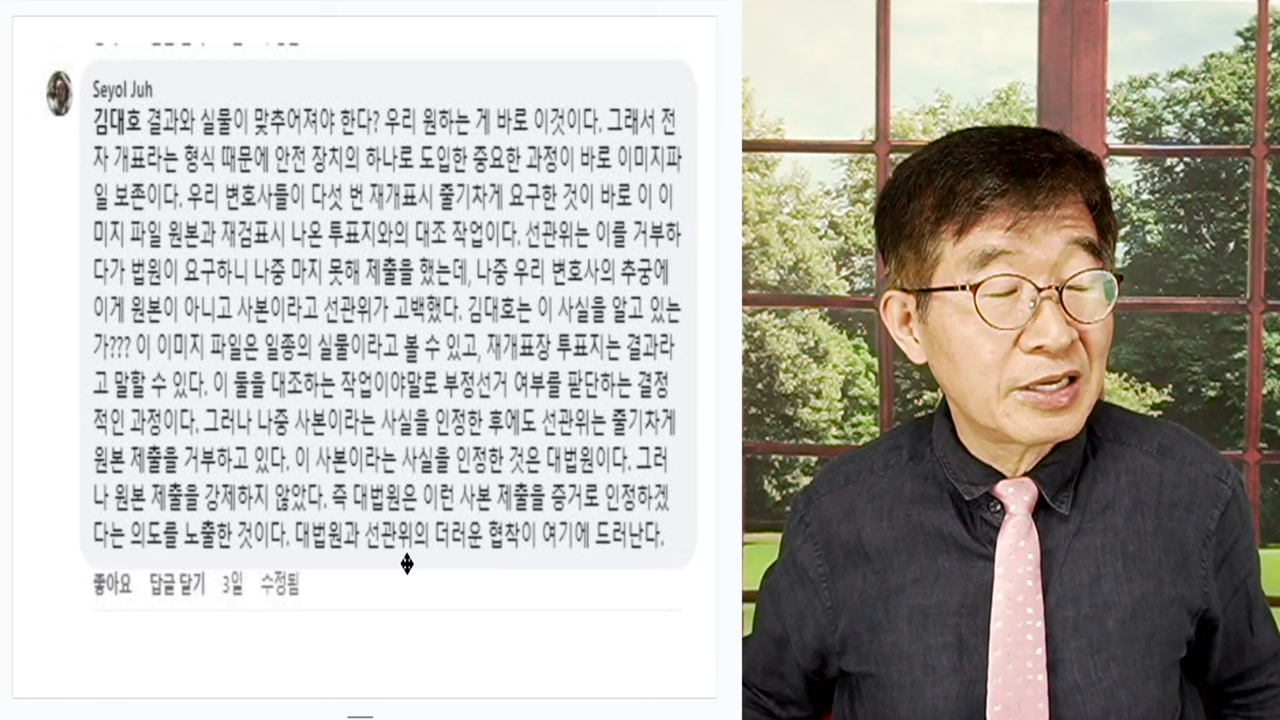 Seyol Juh
김대호 결과와 실물이 맞추어져야 한다? 우리 원하는 게 바로 이것이다. 그래서 전
자 개표라는 형식 때문에 안전 장치의 하나로 도입한 중요한 과정이 바로 이미지파
일 보존이다. 우리 변호사들이 다섯 번 재개표시 줄기차게 요구한 것이 바로 이 이
미지 파일 원본과 재검표시 나온 투표지와의 대조 작업이다. 선관위는 이를 거부하
다가 법원이 요구하니 나중 마지 못해 제출을 했는데, 나중 우리 변호사의 추궁에
이게 원본이 아니고 사본이라고 선관위가 고백했다. 김대호는 이 사실을 알고 있는
가??? 이 이미지 파일은 일종의 실물이라고 볼 수 있고, 재개표장 투표지는 결과라
고 말할 수 있다. 이 둘을 대조하는 작업이야말로 부정선거 여부를 판단하는 결정
적인 과정이다. 그러나 나중 사본이라는 사실을 인정한 후에도 선관위는 줄기차게
원본 제출을 거부하고 있다. 이 사본이라는 사실을 인정한 것은 대법원이다. 그러
나 원본 제출을 강제하지 않았다. 즉 대법원은 이런 사본 제출을 증거로 인정하겠
다는 의도를 노출한 것이다. 대법원과 선관위의 더러운 협착이 여기에 드러난다.
좋아요 답글 달기 3일 수정됨